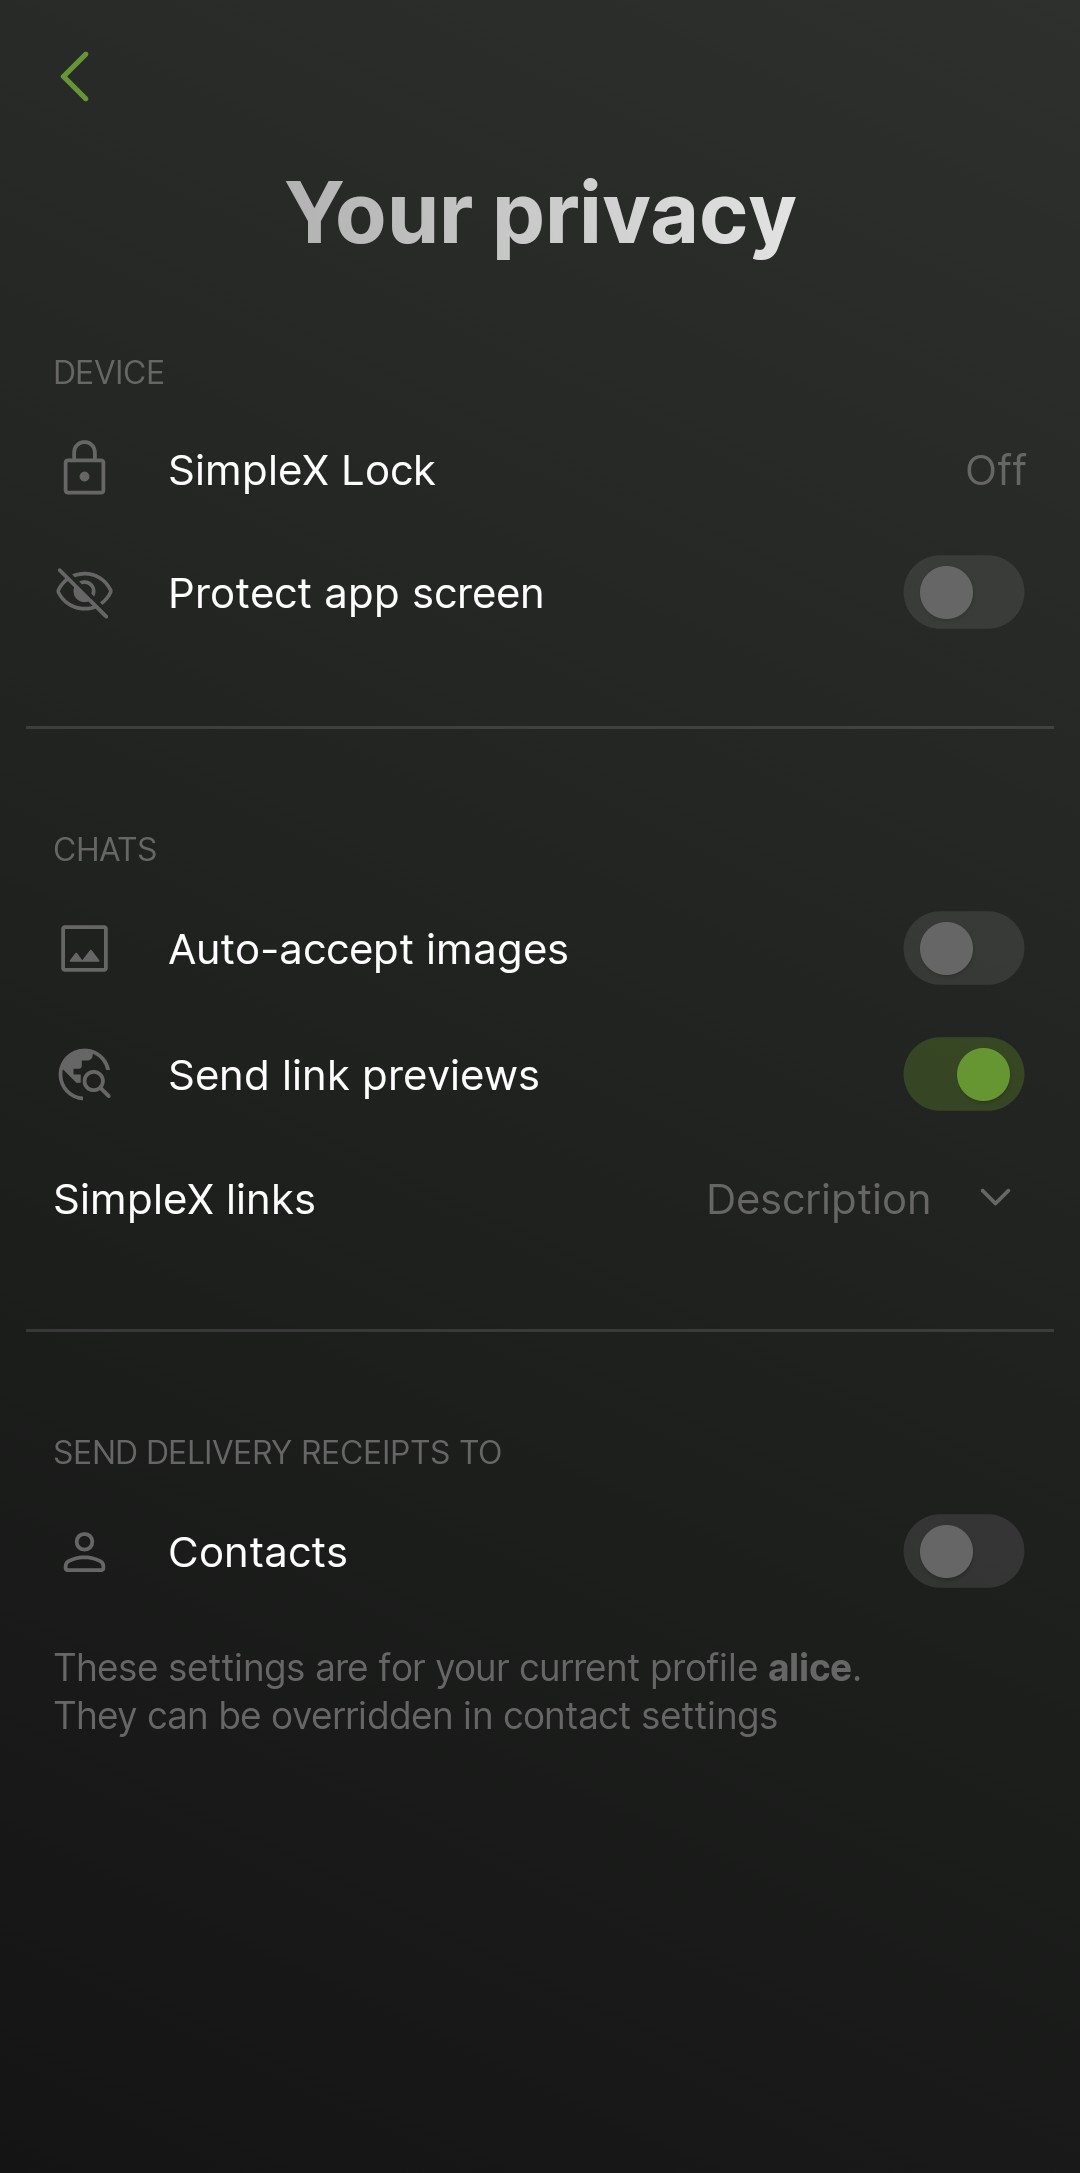 Your privacy
DEVICE
SimpleX Lock Off
Protect app screen
CHATS
Auto-accept images
Send link previews
SimpleX links Description
SEND DELIVERY RECEIPTS TO
Contacts
These settings are for your current profile alice.
They can be overridden in contact settings